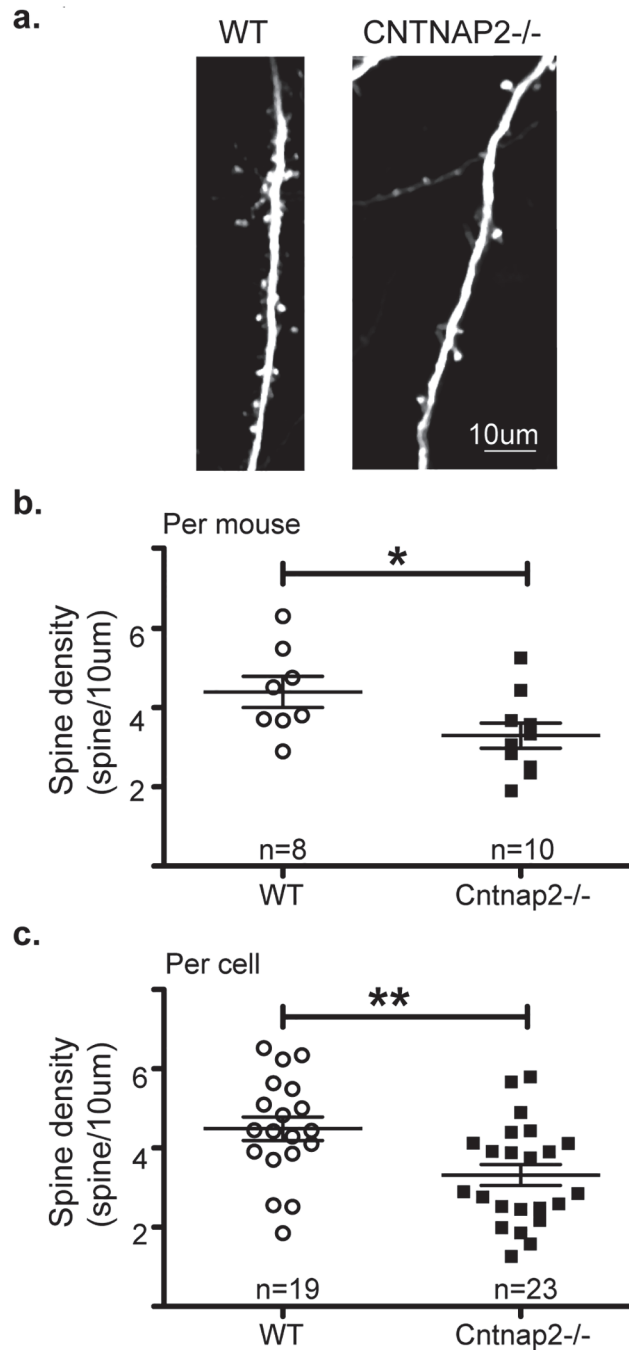 a.
WT CNTNAP2-/-
10um
b.
Per mouse
*
Spine density
(spine/10um)
6
4
2
n=8 n=10
WT Cntnap2-/-
c.
Per cell
**
Spine density
(spine/10um)
6
4
2
n=19 n=23
WT Cntnap2-/-